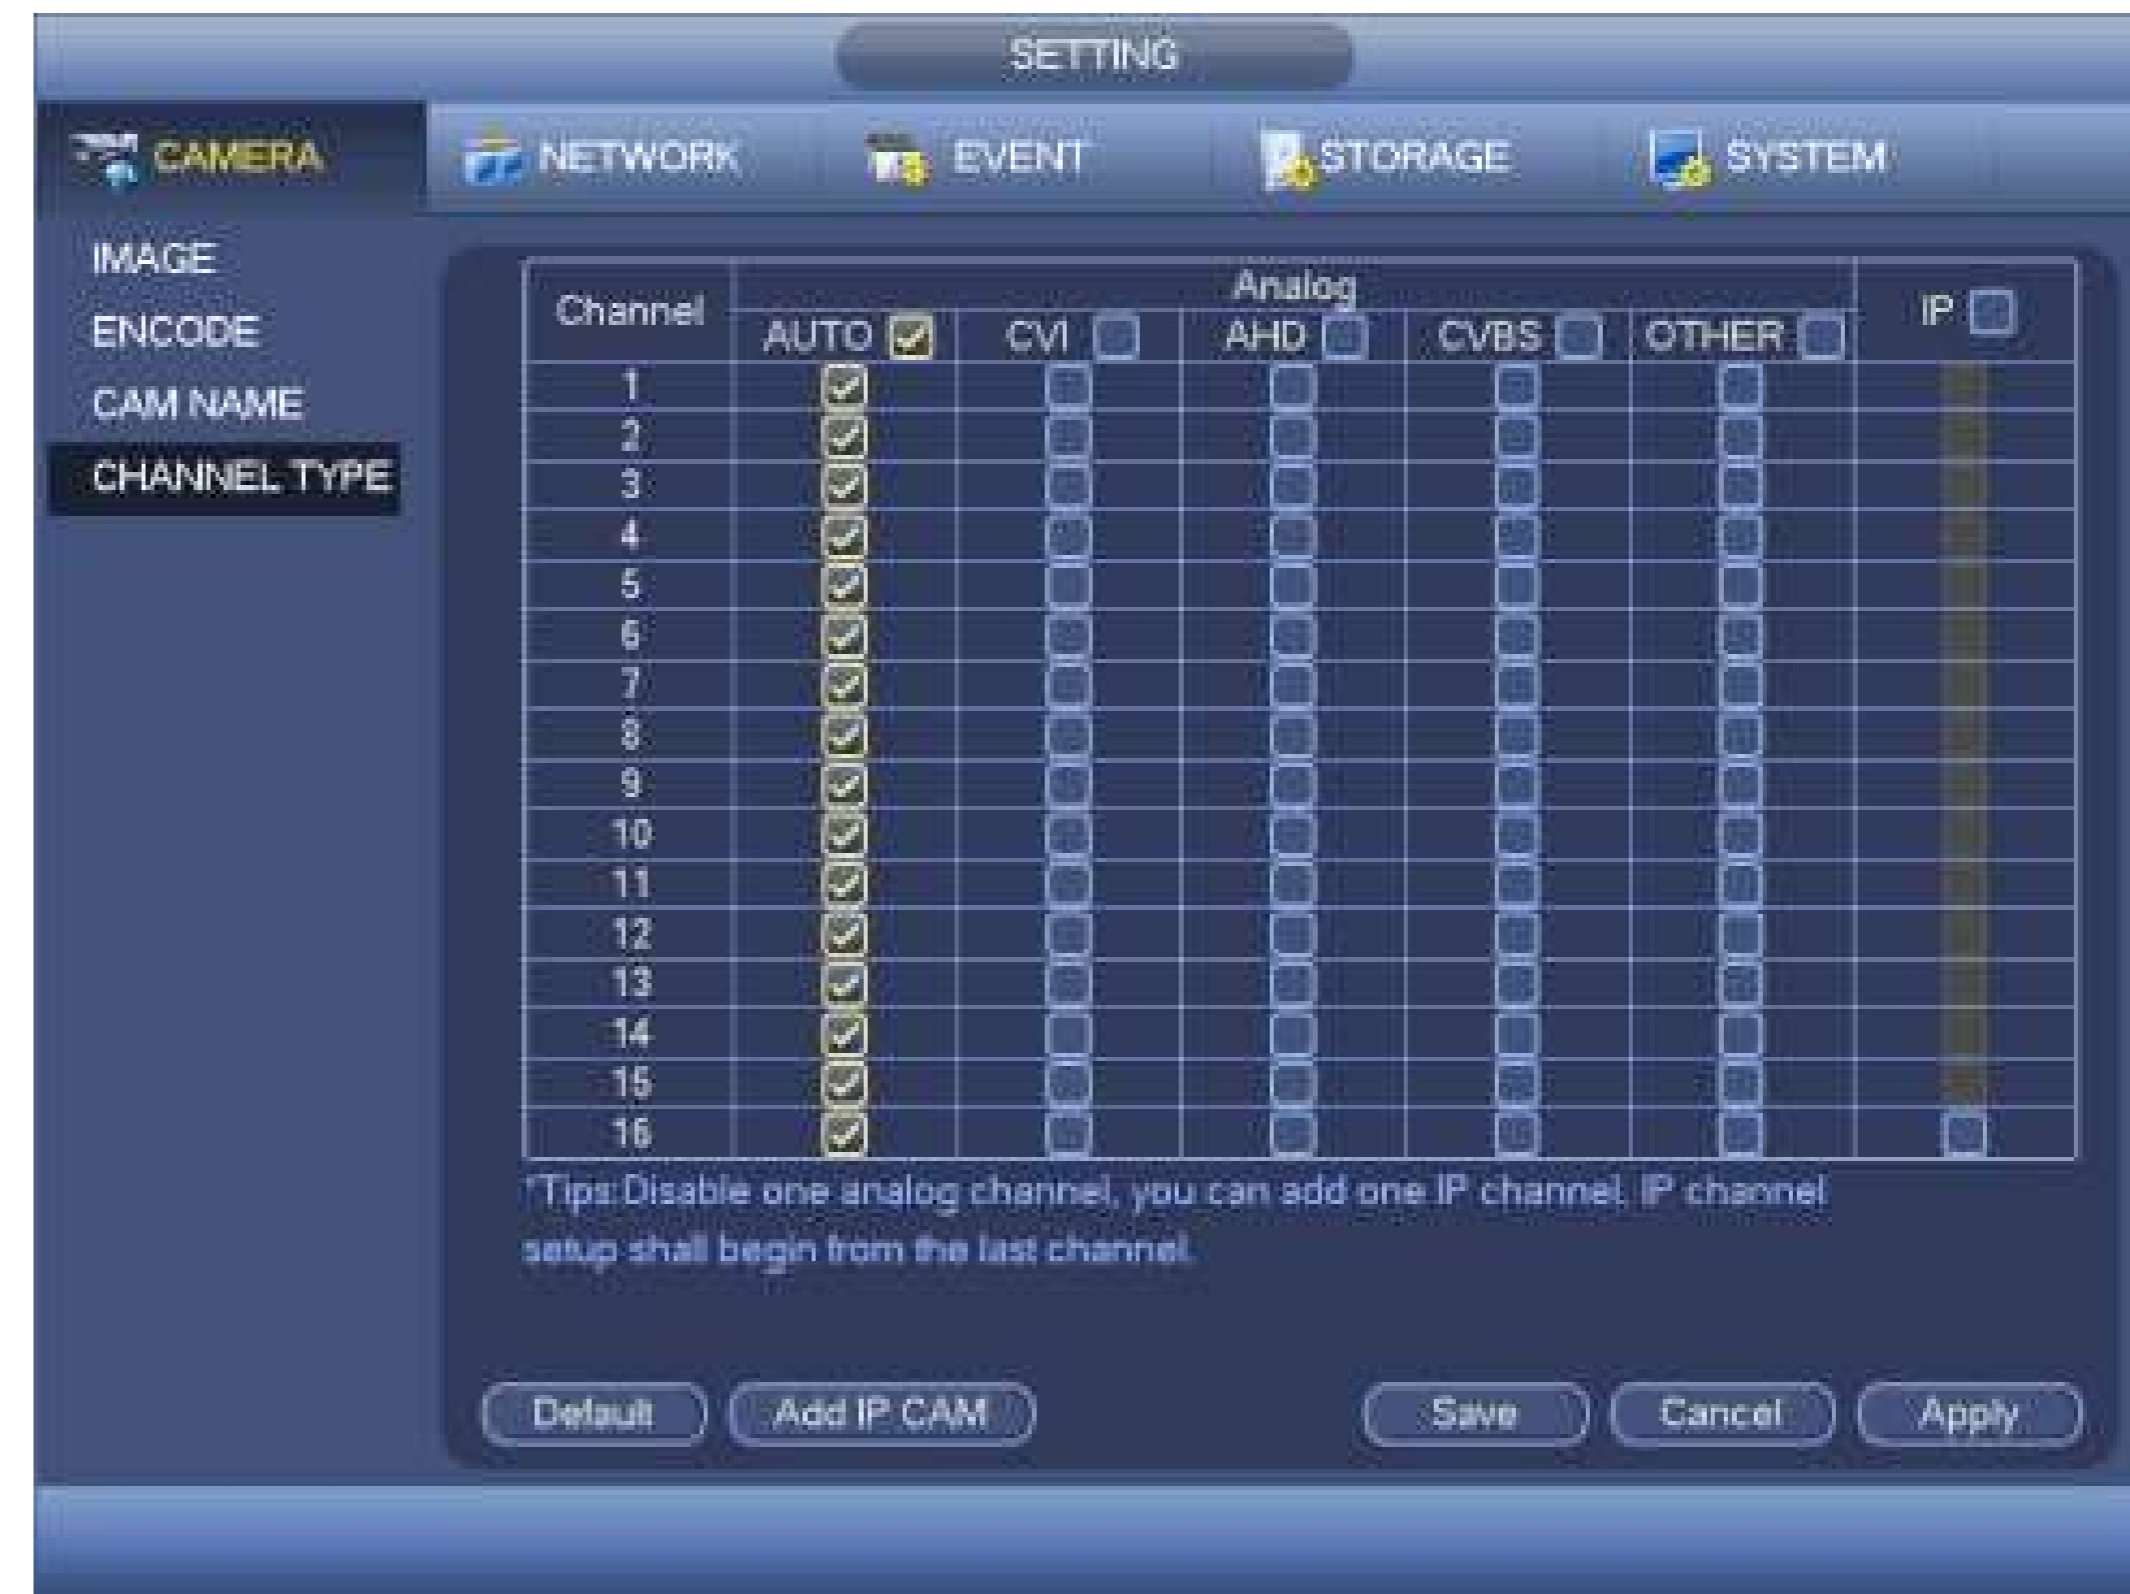 SETTING
CAMERA NETWORK EVENT STORAGE SYSTEM
IMAGE
ENCODE
CAM NAME
CHANNEL TYPE
Channel Analog IP
AUTO CVI AHD CVBS OTHER
1
2
3
4
5
6
7
8
9
10
11
12
13
14
15
16
*Tips:Disable one analog channel, you can add one IP channel. IP channel
setup shall begin from the last channel.
Default Add IP CAM Save Cancel Apply